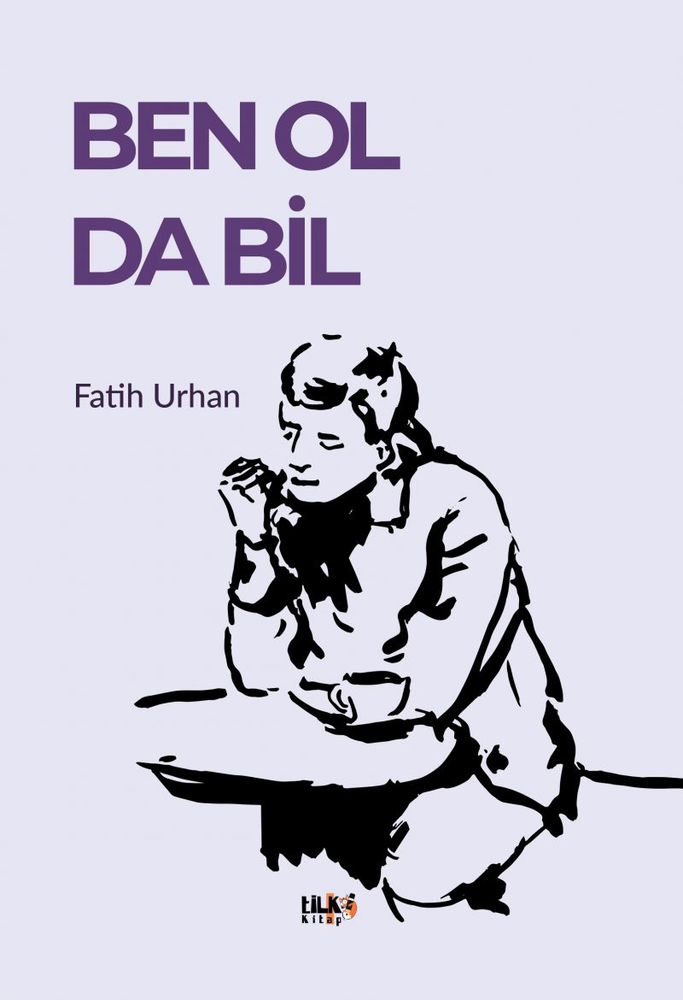 BEN OL
DA BİL
Fatih Urhan
tiLKi
Kitap